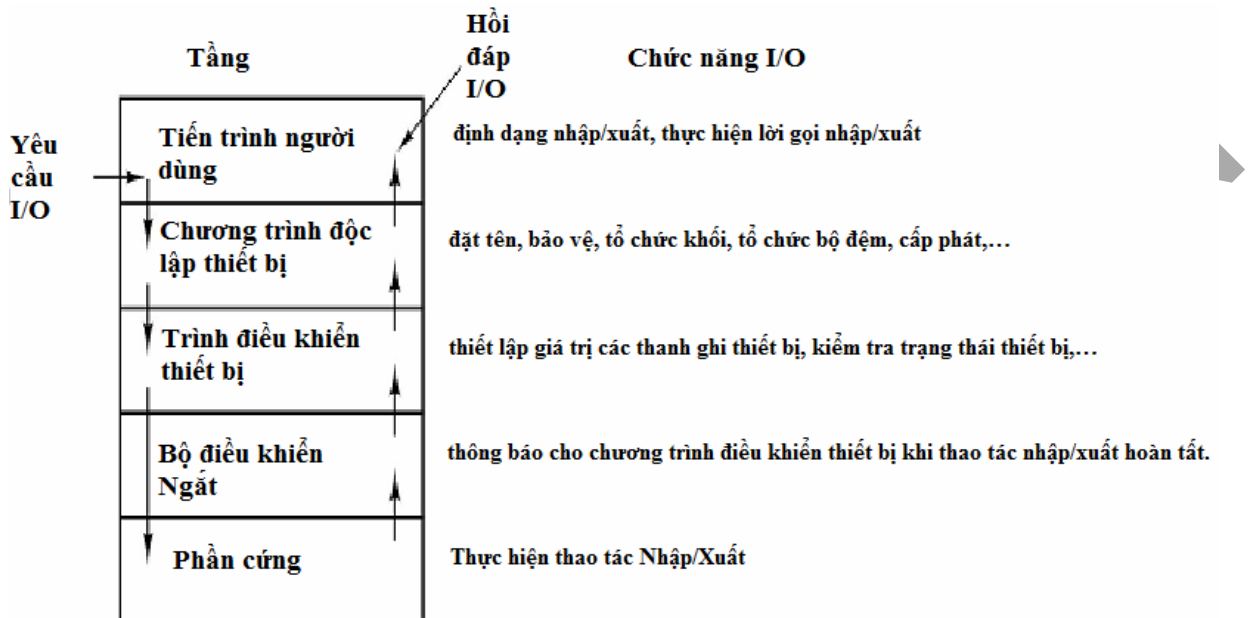 Tầng
Hồi
đáp
I/O
Chức năng I/O
Yêu
cầu
I/O
Tiến trình người
dùng
định dạng nhập/xuất, thực hiện lời gọi nhập/xuất
Chương trình độc
lập thiết bị
đặt tên, bảo vệ, tổ chức khối, tổ chức bộ đệm, cấp phát,…
Trình điều khiển
thiết bị
thiết lập giá trị các thanh ghi thiết bị, kiểm tra trạng thái thiết bị,…
Bộ điều khiển
Ngắt
thông báo cho chương trình điều khiển thiết bị khi thao tác nhập/xuất hoàn tất.
Phần cứng
Thực hiện thao tác Nhập/Xuất